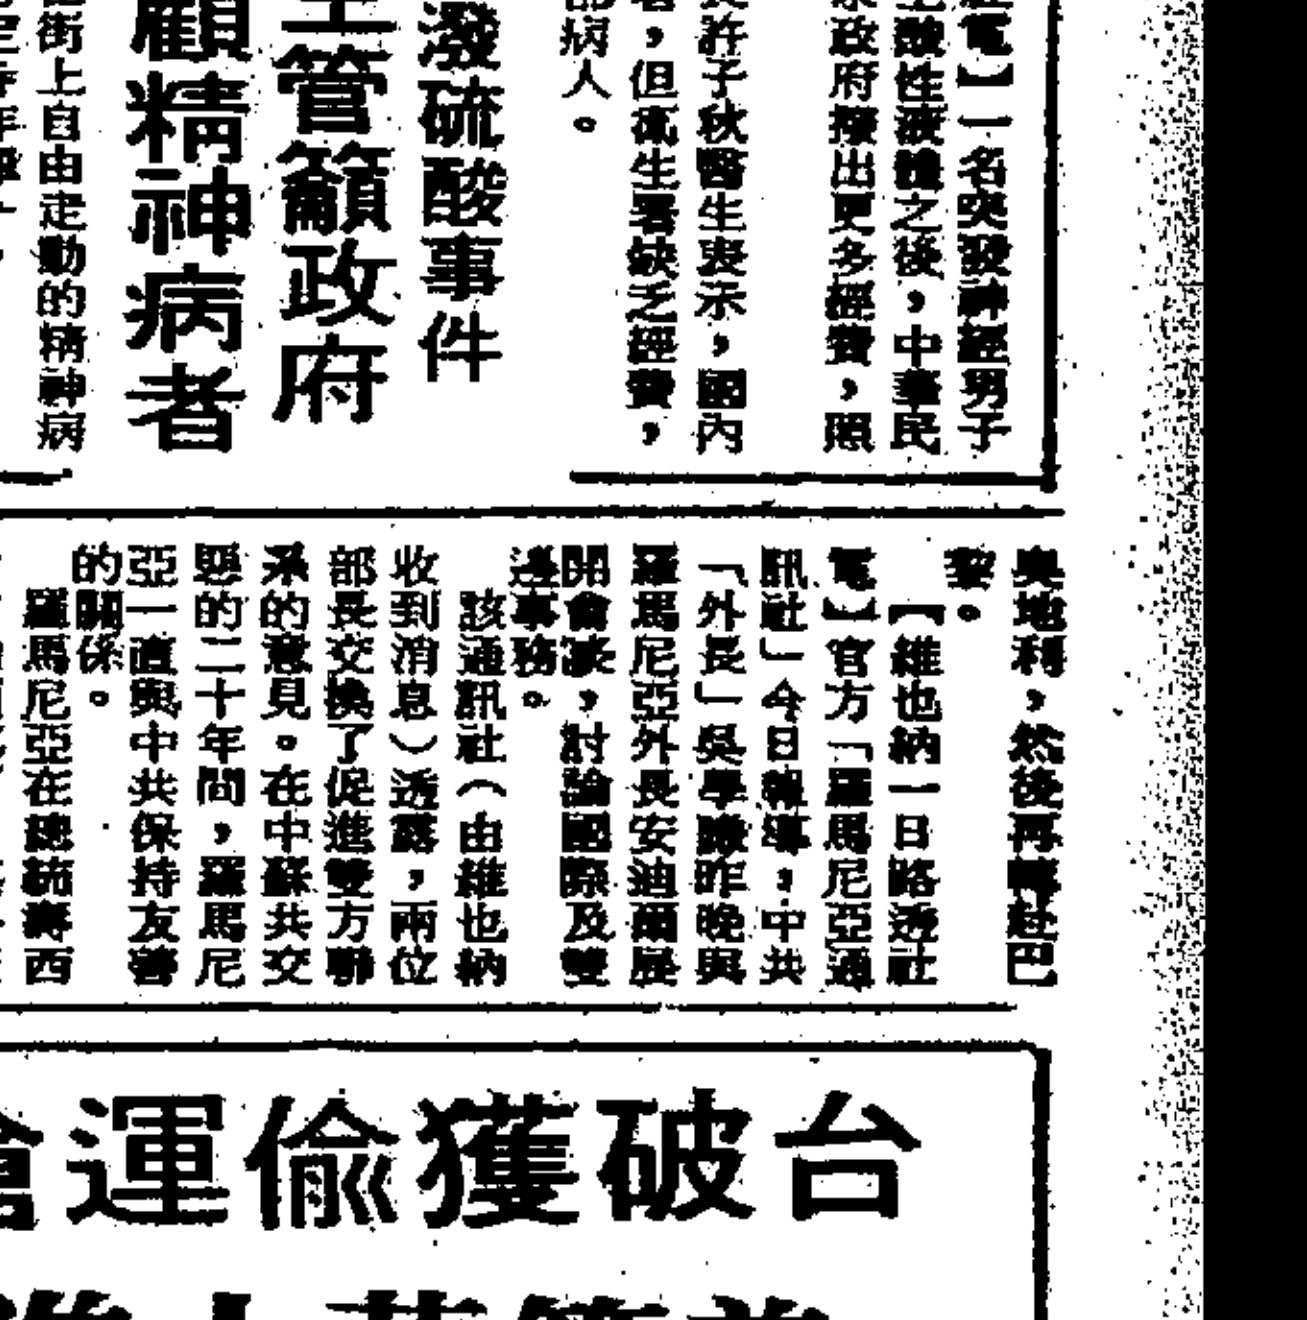 電】一名突發神經男子
酸性液體之後，中華民
政府撥出更多經費，照
許子秋醫生表示，國內
，但衛生署缺乏經費，
病人。
潑硫酸事件
主管籲政府
顧精神病者
街上自由走動的精神病
奧地利，然後再轉赴巴
黎。
【維也納一日路透社
電】官方「羅馬尼亞通
訊社」今日報導，中共
「外長」吳學謙昨晚與
羅馬尼亞外長安迪爾展
開會談，討論國際及雙
邊事務。
該通訊社（由維也納
收到消息）透露，兩位
部長交換了促進雙方聯
系的意見。在中蘇共交
惡的二十年間，羅馬尼
亞一直與中共保持友善
的關係。
羅馬尼亞在總統壽西
台破獲偷運槍